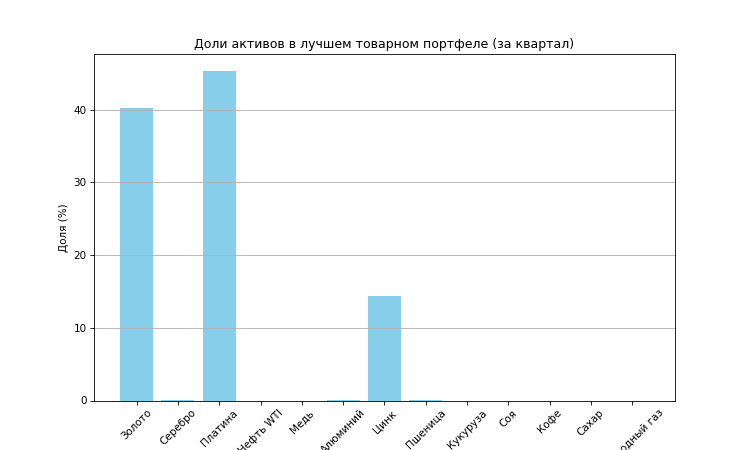 Доли активов в лучшем товарном портфеле (за квартал)
Доля (%)
40
30
20
10
0
Золото
Серебро
Платина
Нефть WTI
Медь
Алюминий
Цинк
Пшеница
Кукуруза
Соя
Кофе
Сахар
газ